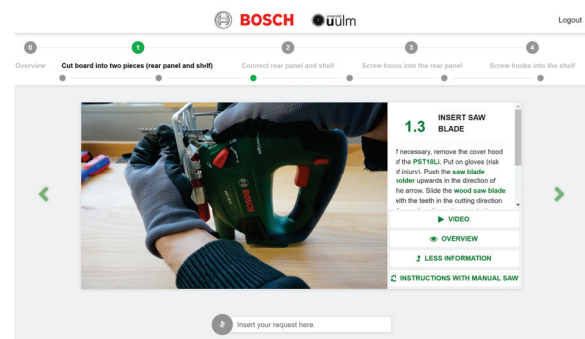 BOSCH uulm
Logout
0 1 2 3 4
Overview Cut board into two pieces (rear panel and shelf) Connect rear panel and shelf Screw hooks into the rear panel Screw hooks into the shelf
1.3 INSERT SAW
BLADE
f necessary, remove the cover hood
of the PST18Li. Put on gloves (risk
of injury). Push the saw blade
holder upwards in the direction of
he arrow. Slide the wood saw blade
with the teeth in the cutting direction
VIDEO
OVERVIEW
LESS INFORMATION
INSTRUCTIONS WITH MANUAL SAW
Insert your request here.